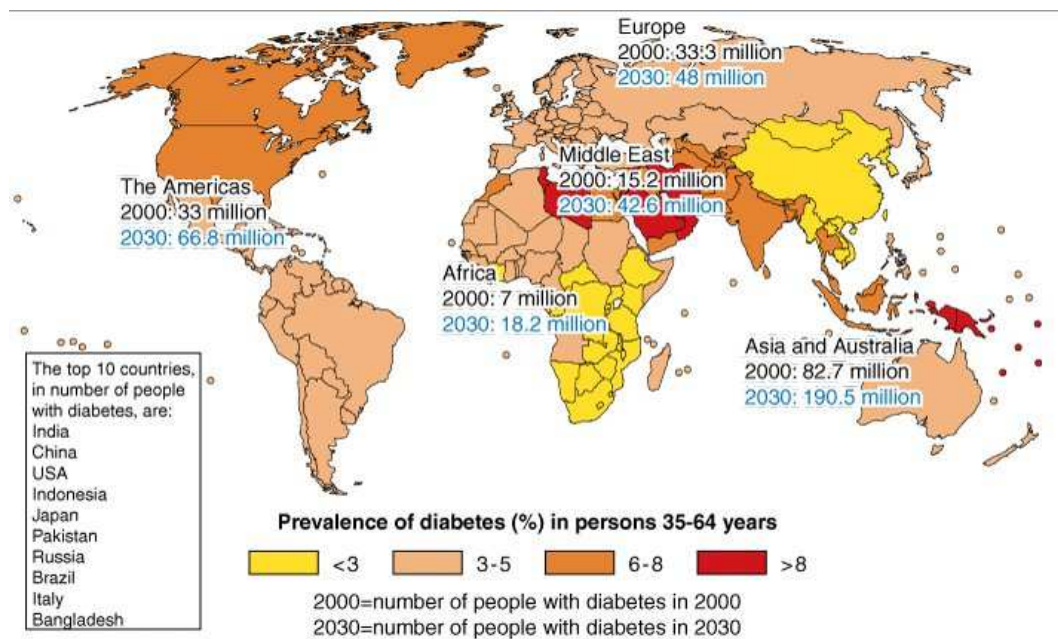 Europe
2000: 33.3 million
2030: 48 million
Middle East
2000: 15.2 million
2030: 42.6 million
The Americas
2000: 33 million
2030: 66.8 million
Africa
2000: 7 million
2030: 18.2 million
Asia and Australia
2000: 82.7 million
2030: 190.5 million
The top 10 countries,
in number of people
with diabetes, are:
India
China
USA
Indonesia
Japan
Pakistan
Russia
Brazil
Italy
Bangladesh
Prevalence of diabetes (%) in persons 35-64 years
<3
3-5
6-8
>8
2000=number of people with diabetes in 2000
2030=number of people with diabetes in 2030